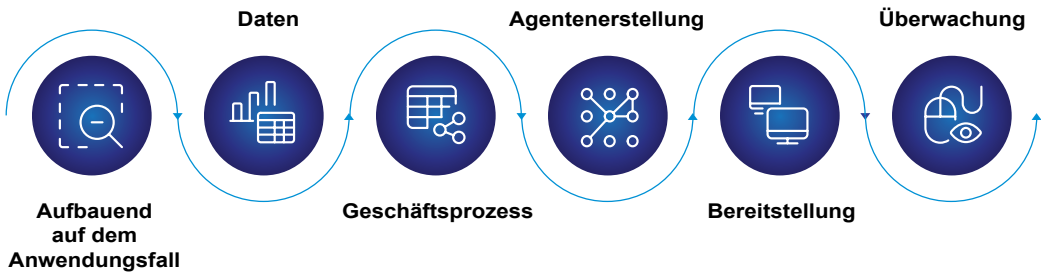 Aufbauend
auf dem
Anwendungsfall
Daten
Geschäftsprozess
Agentenerstellung
Bereitstellung
Überwachung